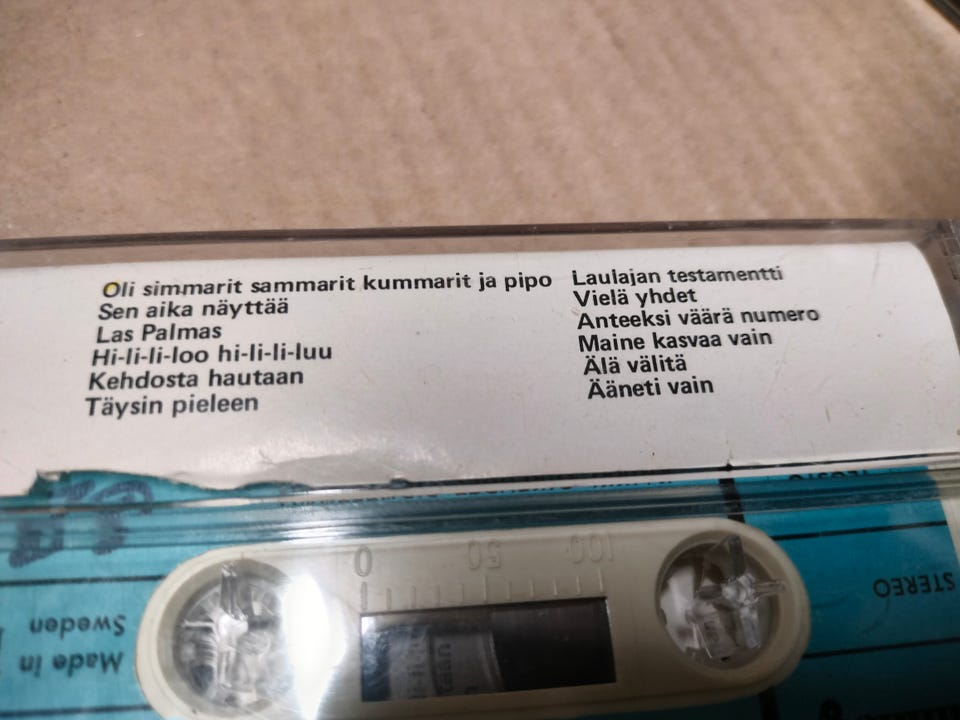 Oli simmarit sammarit kummarit ja pipo
Sen aika näyttää
Las Palmas
Hi-li-li-loo hi-li-li-luu
Kehdosta hautaan
Täysin pieleen
Laulajan testamentti
Vielä yhdet
Anteeksi väärä numero
Maine kasvaa vain
Älä välitä
Ääneti vain
0 50 100
STEREO
Made in
Sweden